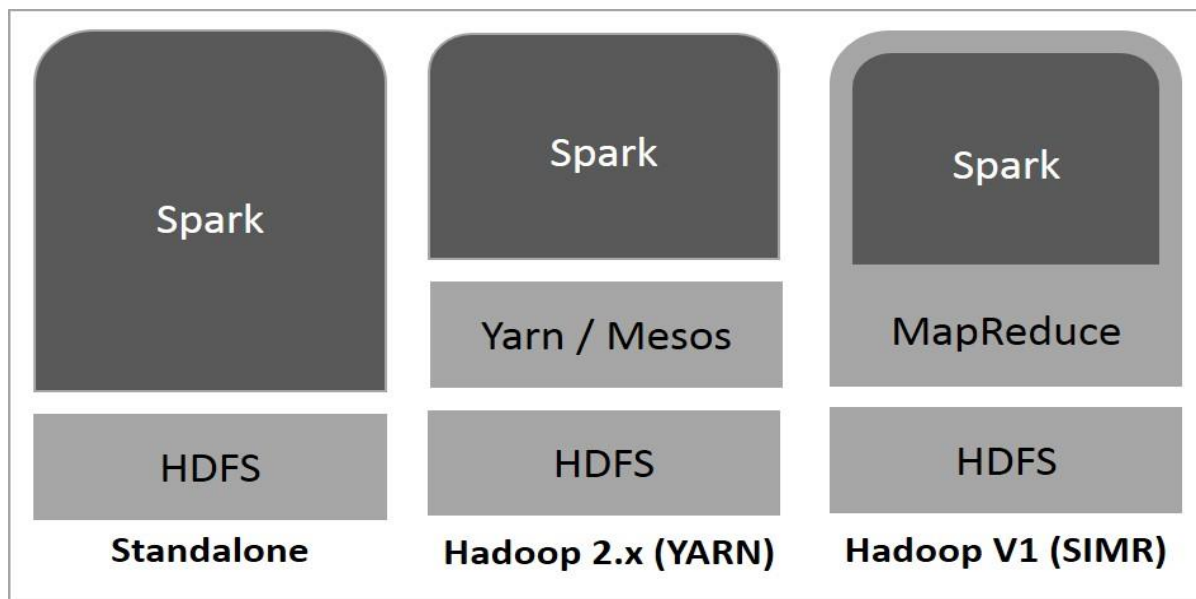 Spark
HDFS
Standalone
Spark
Yarn / Mesos
HDFS
Hadoop 2.x (YARN)
Spark
MapReduce
HDFS
Hadoop V1 (SIMR)